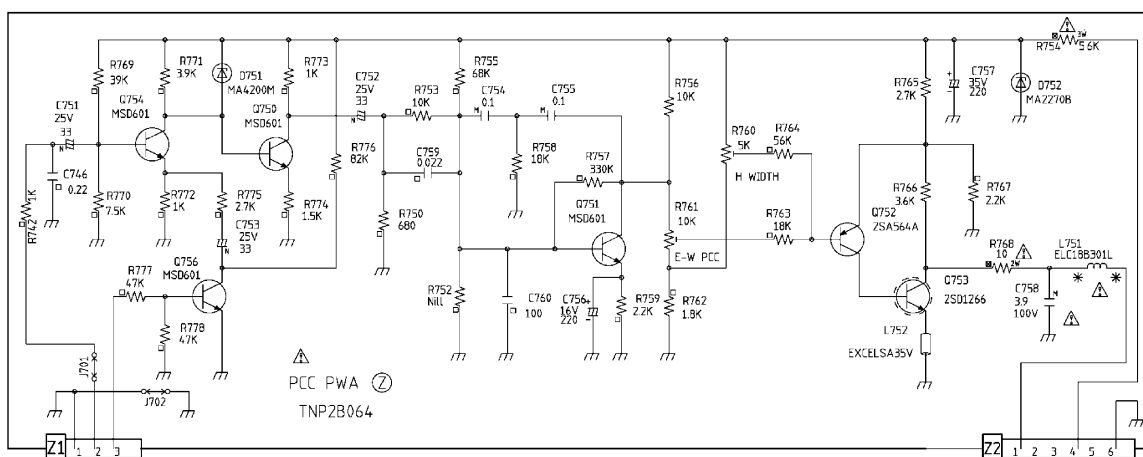 R754 3W
5.6K
R769
39K
R771
3.9K
D751
MA4200M
R773
1K
C752
25V
33
N
R755
68K
C754
0.1
M
C755
0.1
M
R756
10K
R765
2.7K
C757
35V
220
D752
MA2270B
C751
25V
33
N
Q754
MSD601
Q750
MSD601
R753
10K
R760
5K
H WIDTH
R764
56K
R776
82K
C759
0.022
R758
18K
R757
330K
C746
0.22
R770
7.5K
R772
1K
R775
2.7K
R774
1.5K
R750
680
Q751
MSD601
R761
10K
E-W PCC
R763
18K
Q752
2SA564A
R766
3.6K
R767
2.2K
R742 1K
C753
25V
33
N
R768
10 2W
L751
ELC18B301L
Q756
MSD601
R777
47K
R778
47K
R752
Nill
C760
100
C756
16V
220
R759
2.2K
R762
1.8K
Q753
2SD1266
C758
3.9
100V
M
L752
EXCELSA35V
J701
J702
PCC PWA Z
TNP2B064
Z1 1 2 3
Z2 1 2 3 4 5 6